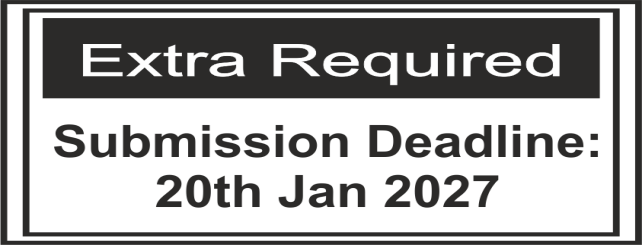 Extra Required
Submission Deadline:
20th Jan 2027